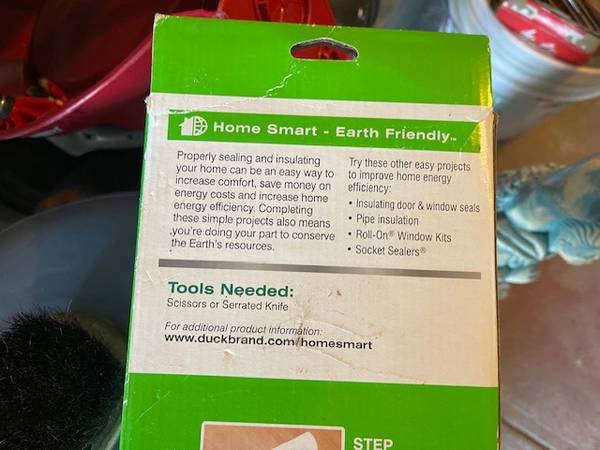 Home Smart - Earth Friendly™
Properly sealing and insulating
your home can be an easy way to
increase comfort, save money on
energy costs and increase home
energy efficiency. Completing
these simple projects also means
you're doing your part to conserve
the Earth's resources.
Try these other easy projects
to improve home energy
efficiency:
• Insulating door & window seals
• Pipe insulation
• Roll-On® Window Kits
• Socket Sealers®
Tools Needed:
Scissors or Serrated Knife
For additional product information:
www.duckbrand.com/homesmart
STEP